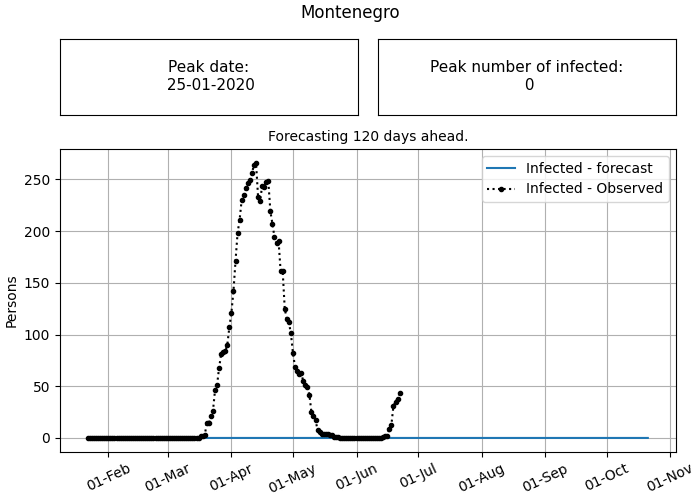 Montenegro
Peak date:
25-01-2020
Peak number of infected:
0
Forecasting 120 days ahead.
Infected - forecast
Infected - Observed
Persons
250
200
150
100
50
0
01-Feb
01-Mar
01-Apr
01-May
01-Jun
01-Jul
01-Aug
01-Sep
01-Oct
01-Nov